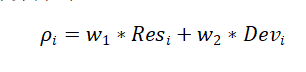 ρᵢ = w₁ * Resᵢ + w₂ * Devᵢ